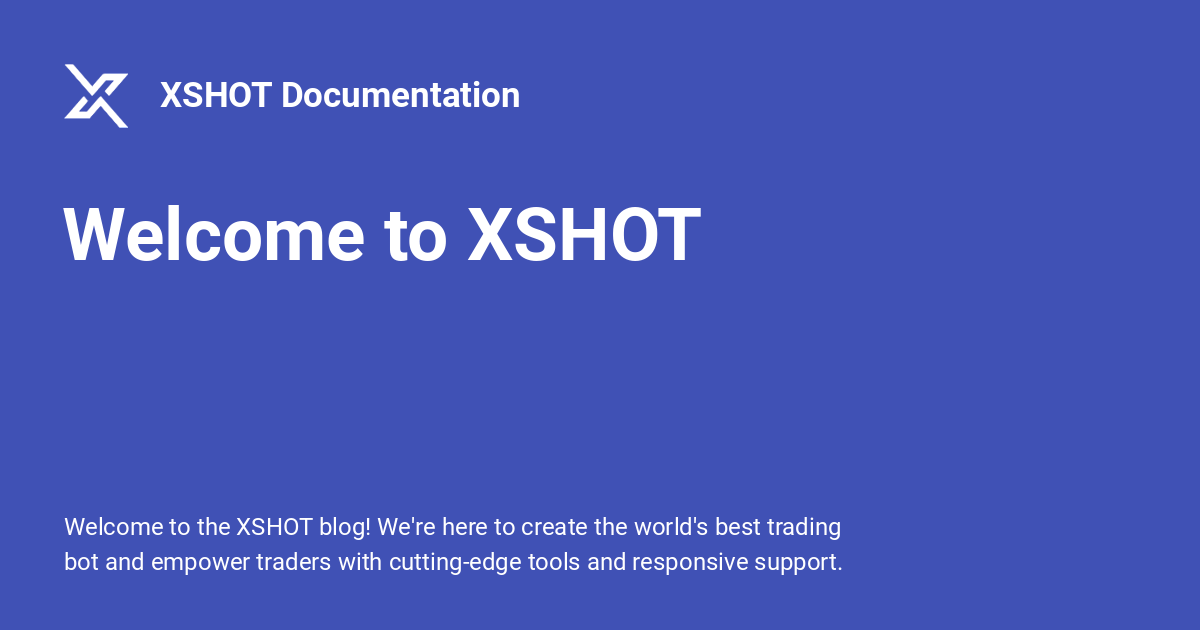 XSHOT Documentation
Welcome to XSHOT
Welcome to the XSHOT blog! We're here to create the world's best trading
bot and empower traders with cutting-edge tools and responsive support.